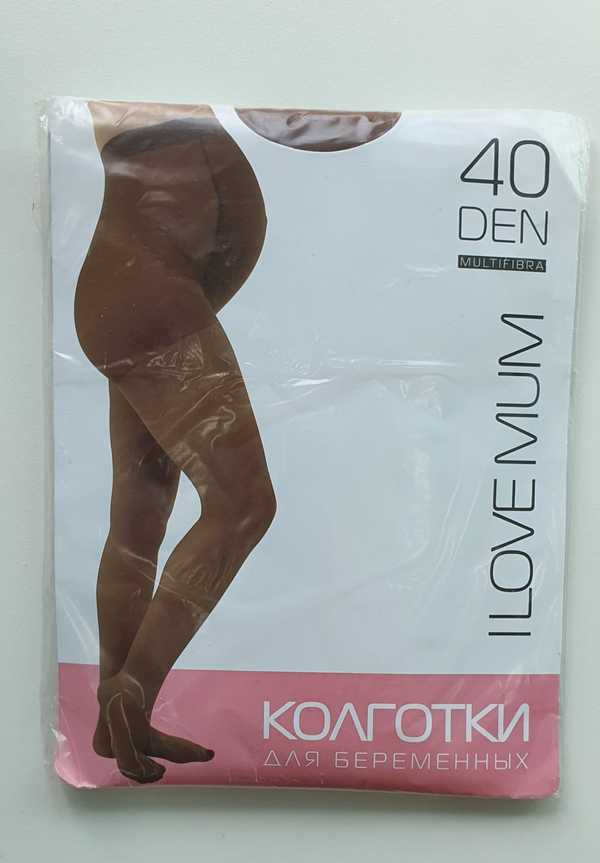 40
DEN
MULTIFIBRA
I LOVE MUM
КОЛГОТКИ
ДЛЯ БЕРЕМЕННЫХ